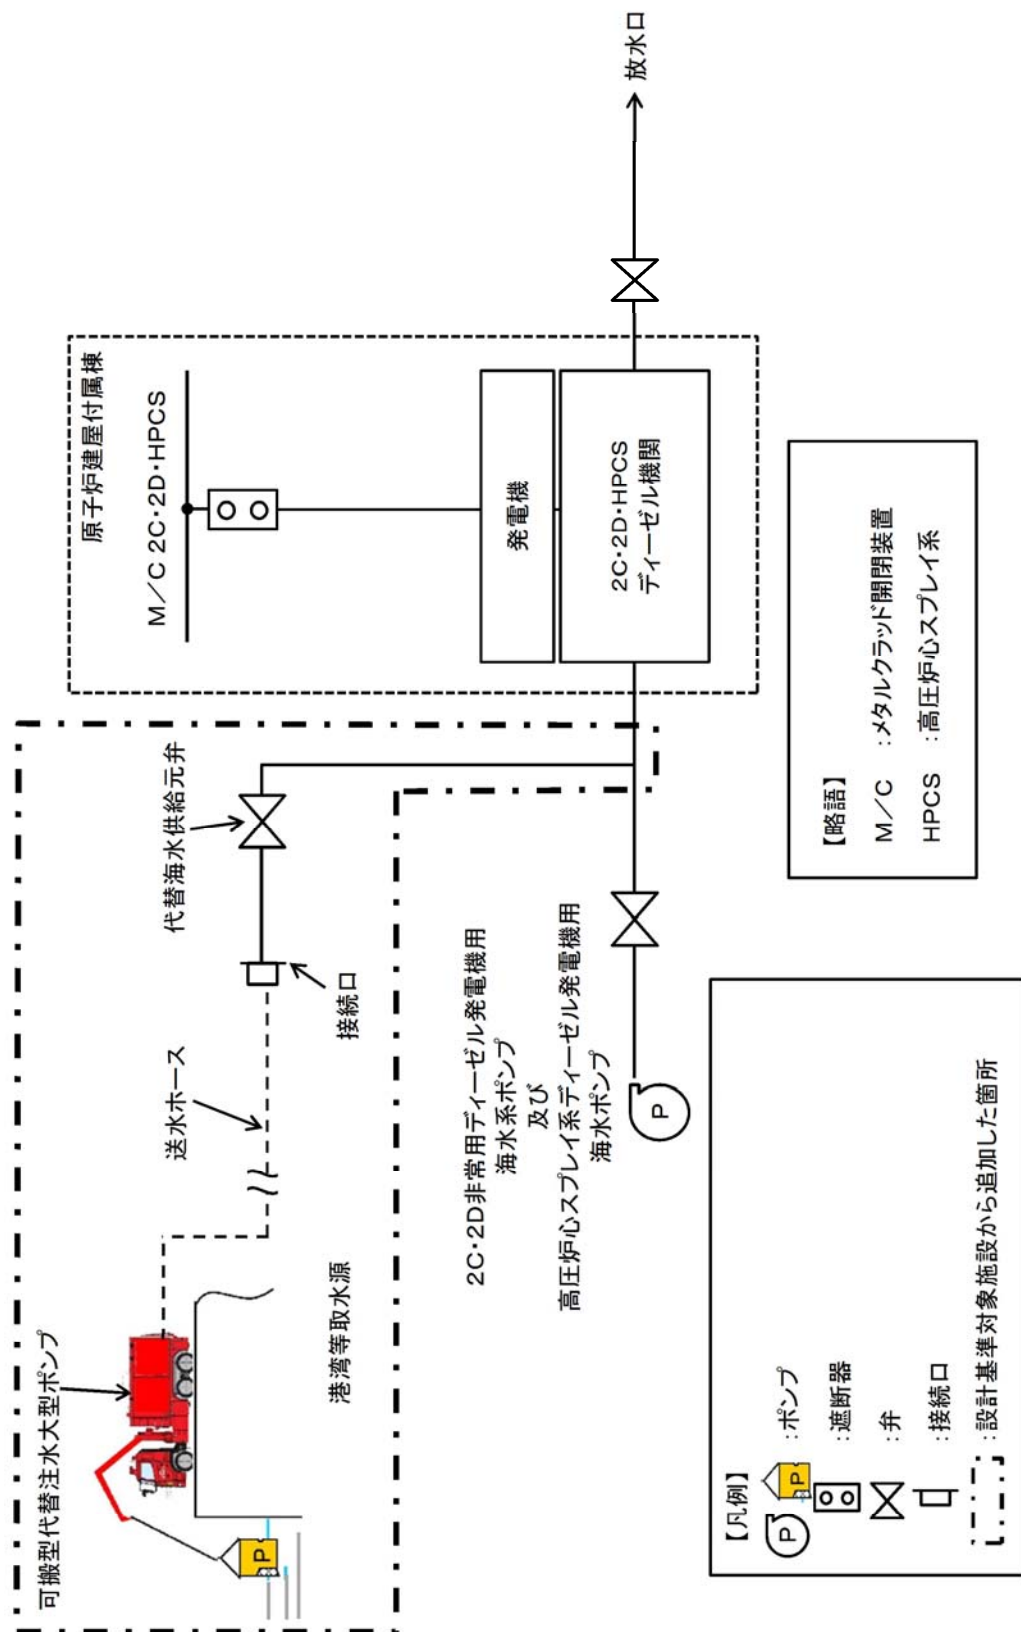 可搬型代替注水大型ポンプ
送水ホース
代替海水供給元弁
接続口
港湾等取水源
P
原子炉建屋付属棟
M／C 2C・2D・HPCS
発電機
2C・2D・HPCS
ディーゼル機関
放水口
2C・2D非常用ディーゼル発電機用
海水系ポンプ
及び
高圧炉心スプレイ系ディーゼル発電機用
海水ポンプ
P
【凡例】
P P :ポンプ
:遮断器
:弁
:接続口
:設計基準対象施設から追加した箇所
【略語】
M／C :メタルクラッド開閉装置
HPCS :高圧炉心スプレイ系